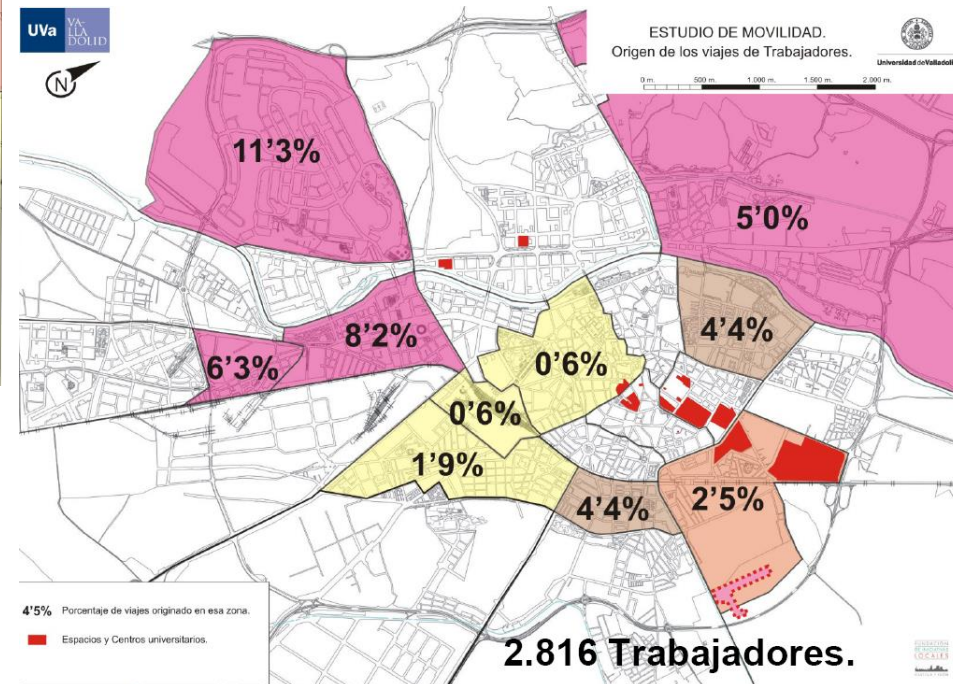 UVa
VA-
LLA
DOLID
N
ESTUDIO DE MOVILIDAD.
Origen de los viajes de Trabajadores.
Universidad de Valladolid
0 m. 500 m. 1.000 m. 1.500 m. 2.000 m.
11'3%
5'0%
8'2%
4'4%
6'3%
0'6%
0'6%
1'9%
4'4%
2'5%
4'5% Porcentaje de viajes originado en esa zona.
Espacios y Centros universitarios.
2.816 Trabajadores.
LOCALES